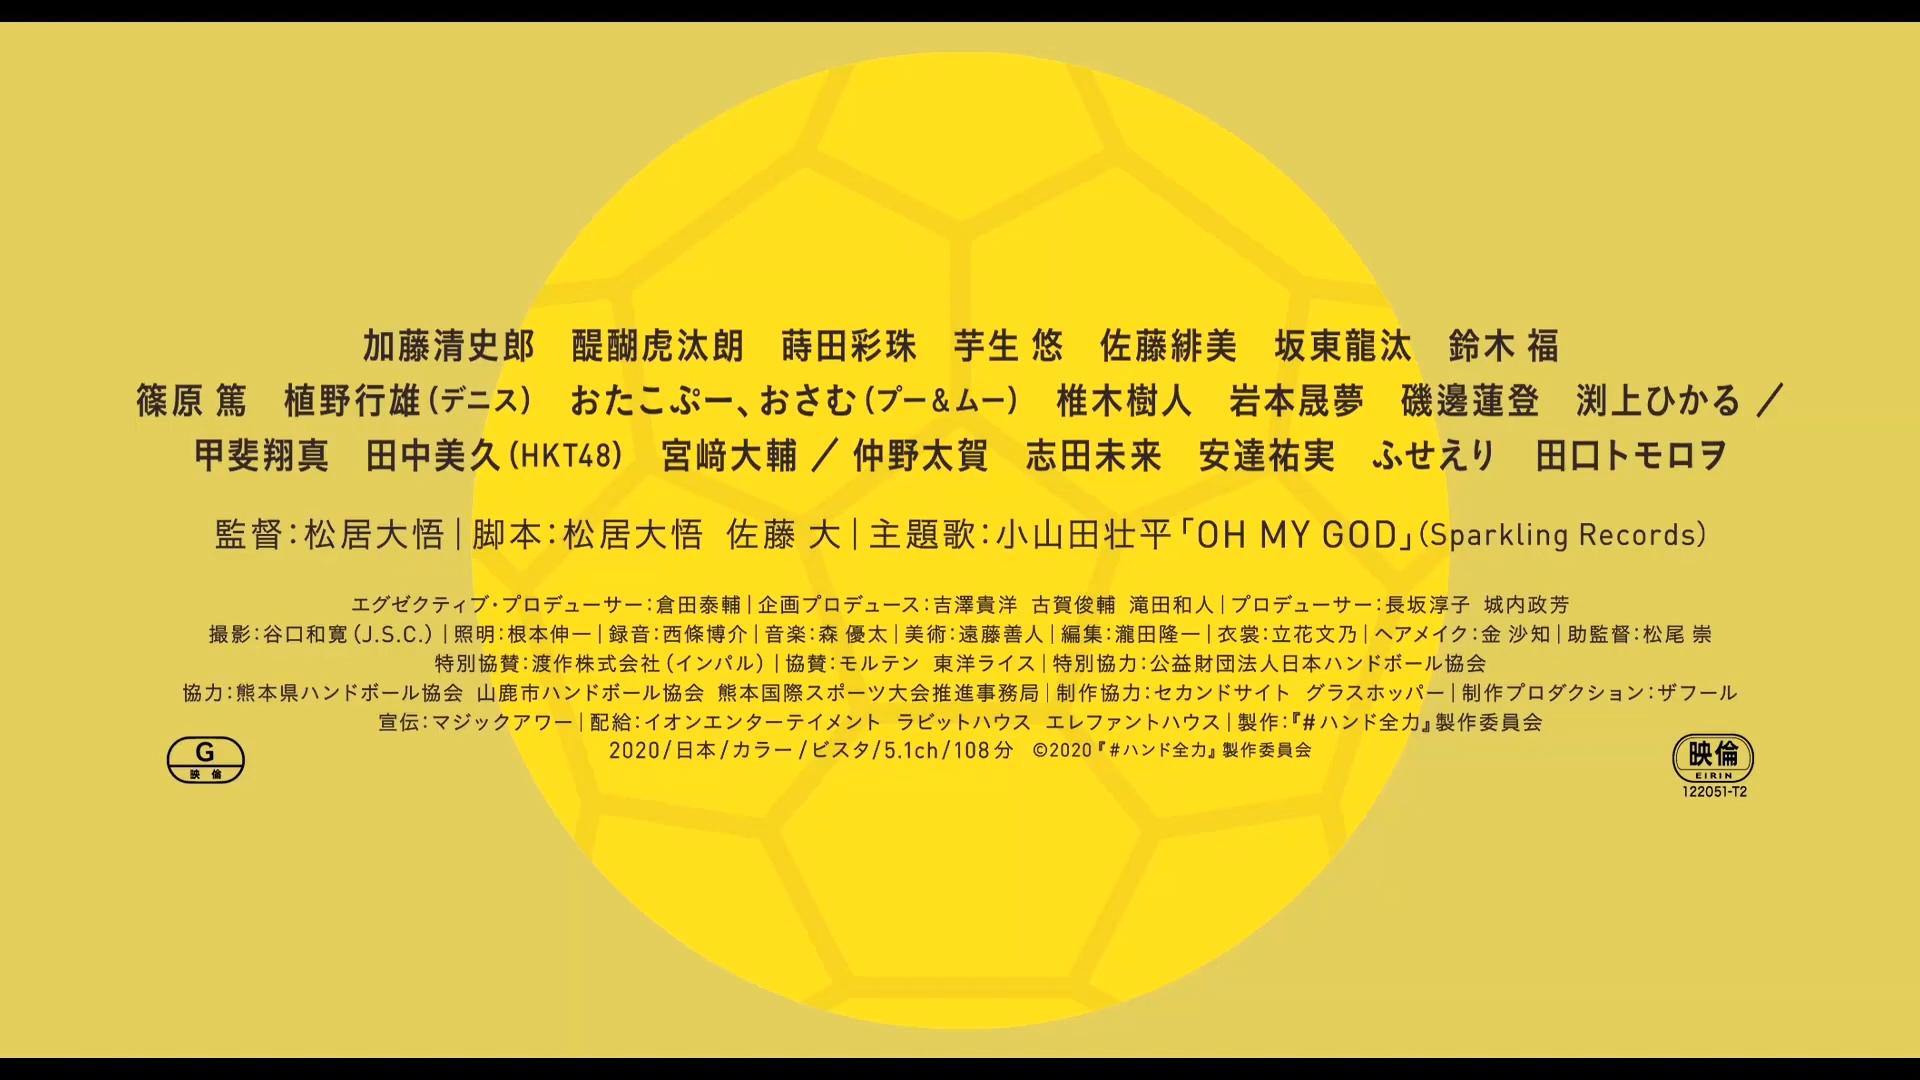 加藤清史郎　醍醐虎汰朗　蒔田彩珠　芋生 悠　佐藤緋美　坂東龍汰　鈴木 福
篠原 篤　植野行雄(デニス)　おたこぷー、おさむ(プー&ムー)　椎木樹人　岩本晟夢　磯邊蓮登　渕上ひかる ／
甲斐翔真　田中美久(HKT48)　宮﨑大輔 ／ 仲野太賀　志田未来　安達祐実　ふせえり　田口トモロヲ
監督:松居大悟|脚本:松居大悟 佐藤 大|主題歌:小山田壮平「OH MY GOD」(Sparkling Records)
エグゼクティブ・プロデューサー:倉田泰輔|企画プロデュース:吉澤貴洋 古賀俊輔 滝田和人|プロデューサー:長坂淳子 城内政芳
撮影:谷口和寛(J.S.C.)|照明:根本伸一|録音:西條博介|音楽:森 優太|美術:遠藤善人|編集:瀧田隆一|衣裳:立花文乃|ヘアメイク:金 沙知|助監督:松尾 崇
特別協賛:渡作株式会社(インパル)|協賛:モルテン 東洋ライス|特別協力:公益財団法人日本ハンドボール協会
協力:熊本県ハンドボール協会 山鹿市ハンドボール協会 熊本国際スポーツ大会推進事務局|制作協力:セカンドサイト グラスホッパー|制作プロダクション:ザフール
宣伝:マジックアワー|配給:イオンエンターテイメント ラビットハウス エレファントハウス|製作:『#ハンド全力』製作委員会
2020/日本/カラー/ビスタ/5.1ch/108分 ©2020『#ハンド全力』製作委員会
G
映倫
映倫
EIRIN
122051-T2